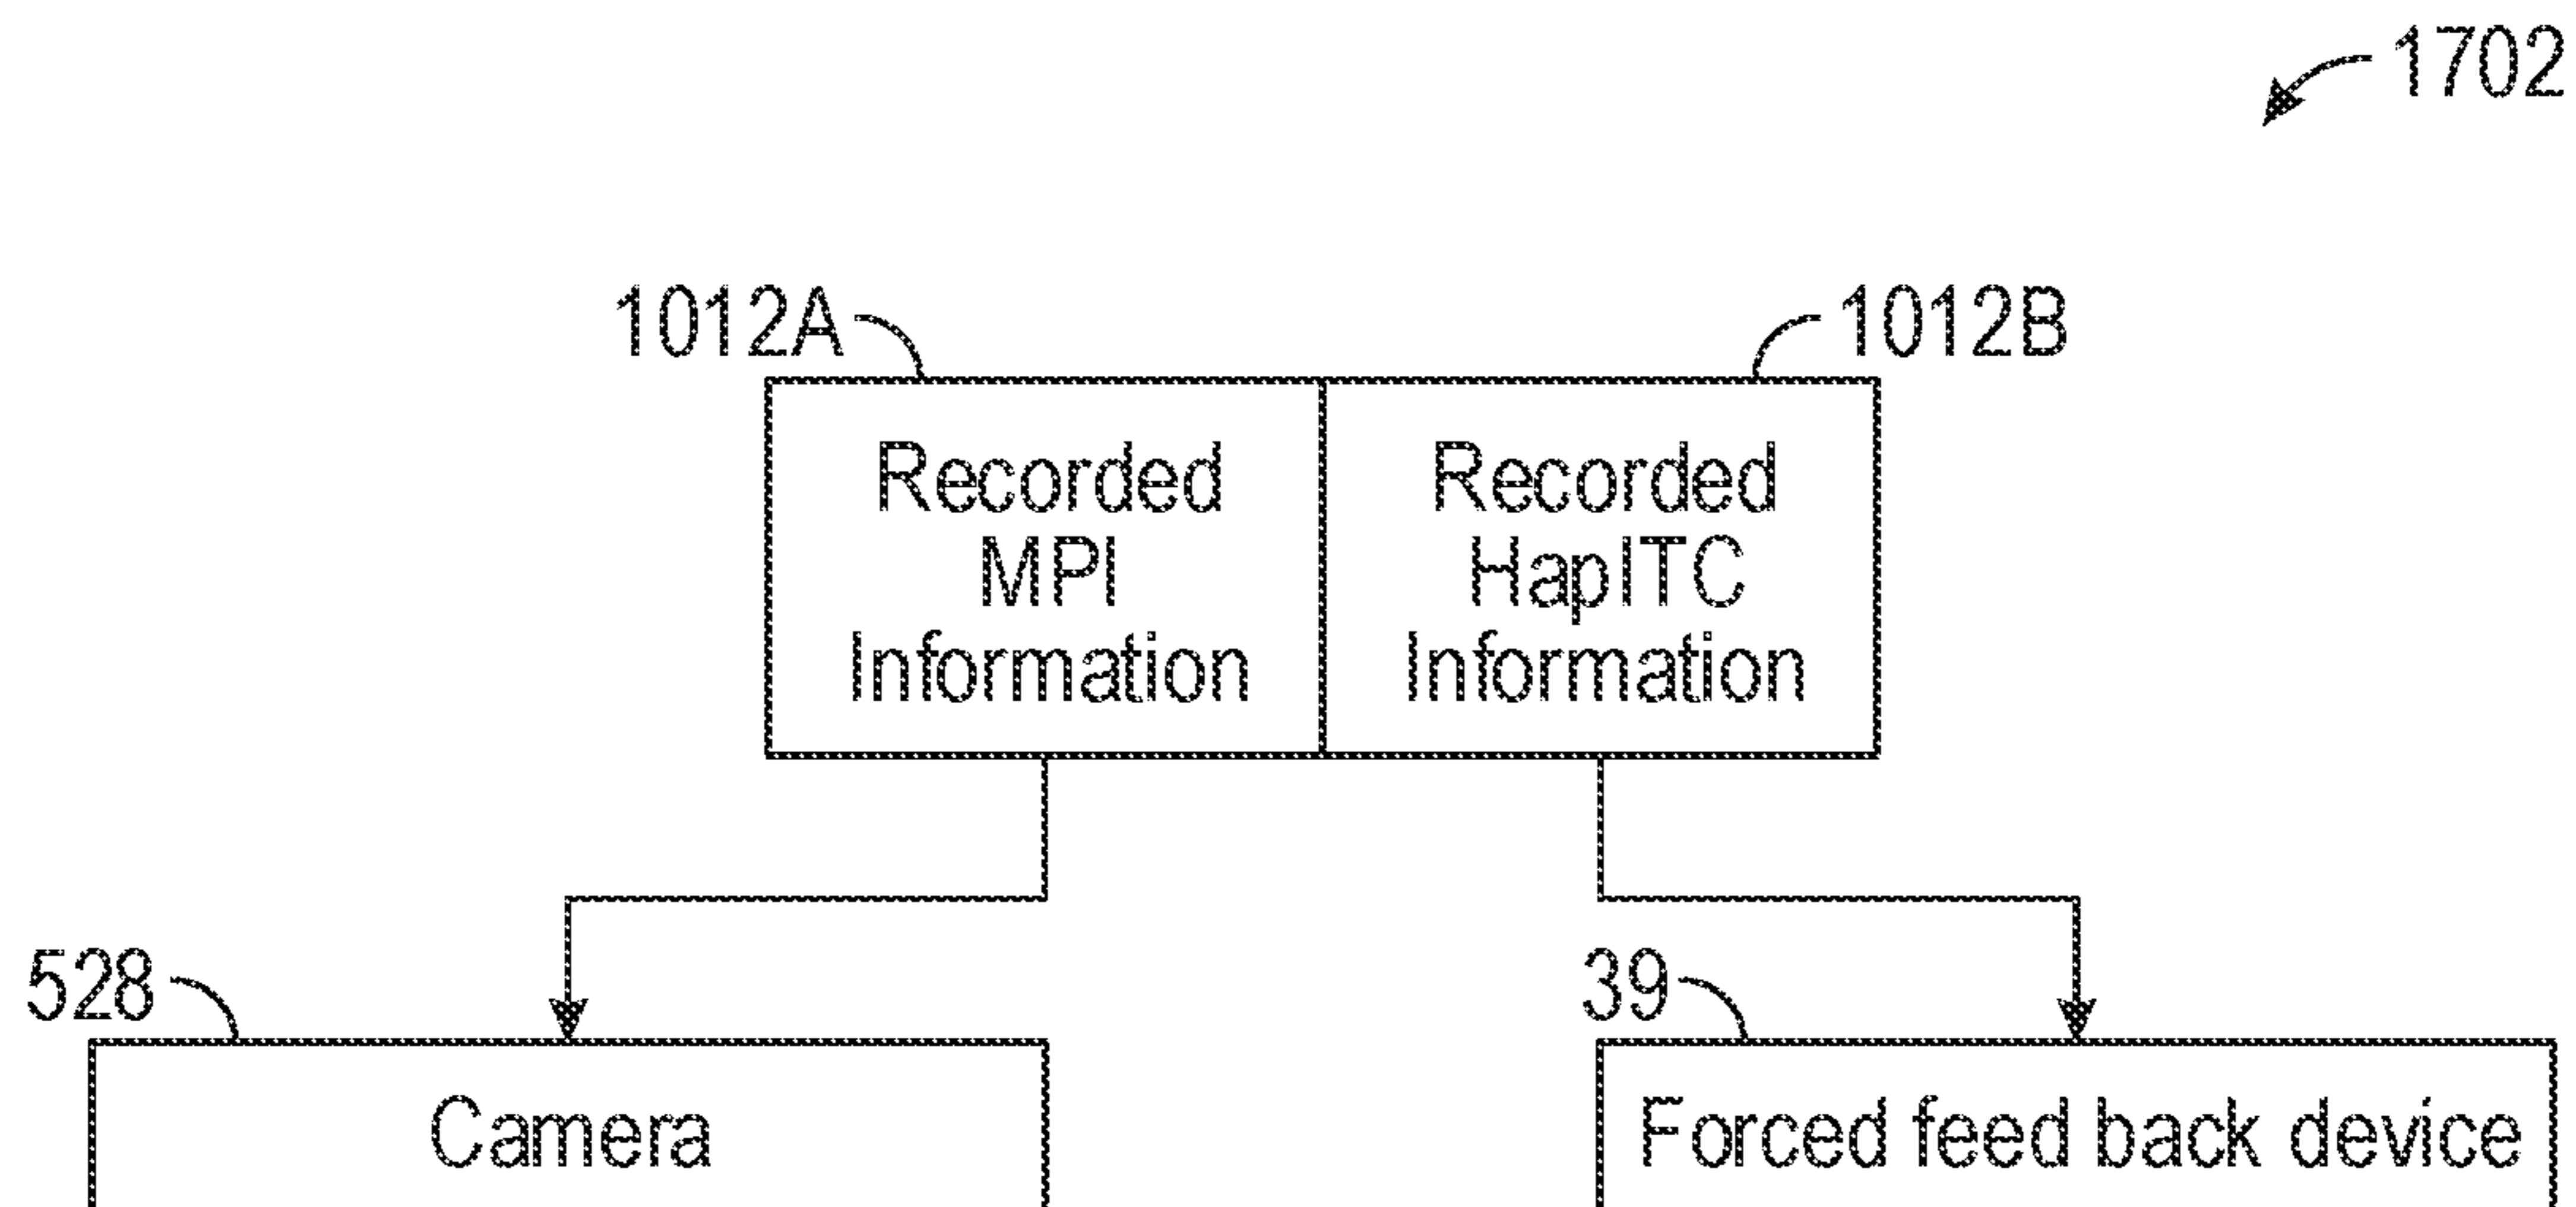 1702
1012A
1012B
Recorded
MPI
Information
Recorded
HapITC
Information
528
39
Camera
Forced feed back device